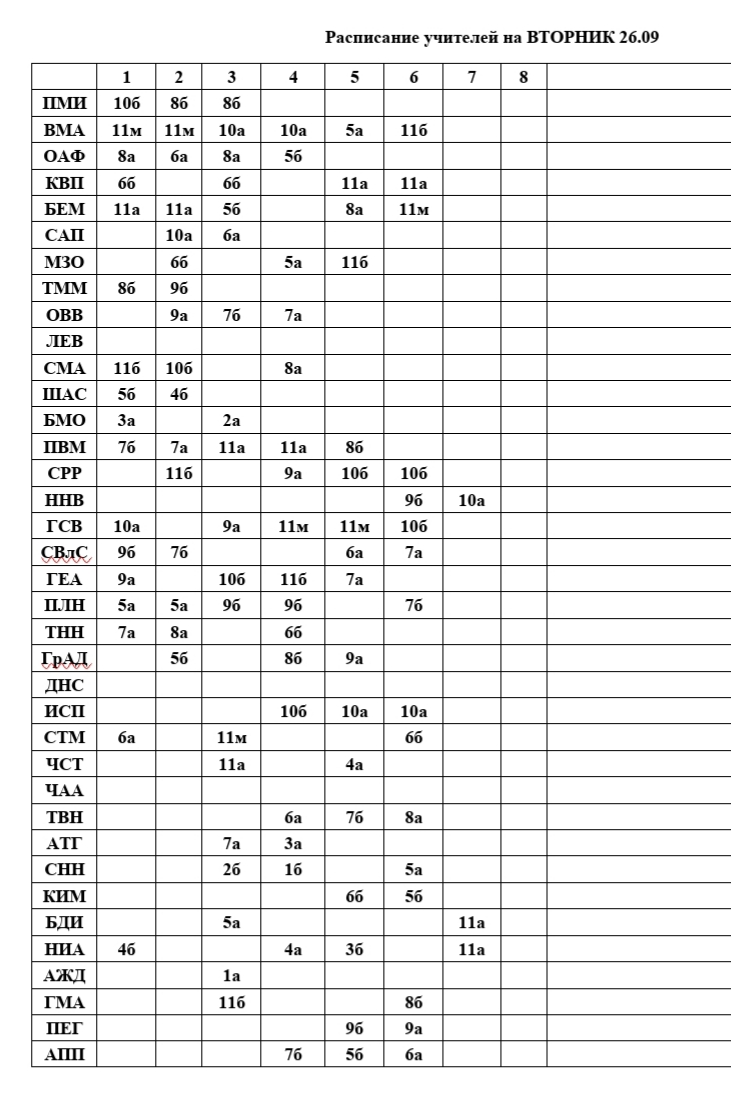 Расписание учителей на ВТОРНИК 26.09
1 2 3 4 5 6 7 8
ПМИ 10б 8б 8б
ВМА 11м 11м 10а 10а 5а 11б
ОАФ 8а 6а 8а 5б
КВП 6б 6б 11а 11а
БЕМ 11а 11а 5б 8а 11м
САП 10а 6а
МЗО 6б 5а 11б
ТММ 8б 9б
ОВВ 9а 7б 7а
ЛЕВ
СМА 11б 10б 8а
ШАС 5б 4б
БМО 3а 2а
ПВМ 7б 7а 11а 11а 8б
СРР 11б 9а 10б 10б
ННВ 9б 10а
ГСВ 10а 9а 11м 11м 10б
СВлС 9б 7б 6а 7а
ГЕА 9а 10б 11б 7а
ПЛН 5а 5а 9б 9б 7б
ТНН 7а 8а 6б
ГрАД 5б 8б 9а
ДНС
ИСП 10б 10а 10а
СТМ 6а 11м 6б
ЧСТ 11а 4а
ЧАА
ТВН 6а 7б 8а
АТГ 7а 3а
СНН 2б 1б 5а
КИМ 6б 5б
БДИ 5а 11а
НИА 4б 4а 3б 11а
АЖД 1а
ГМА 11б 8б
ПЕГ 9б 9а
АПП 7б 5б 6а